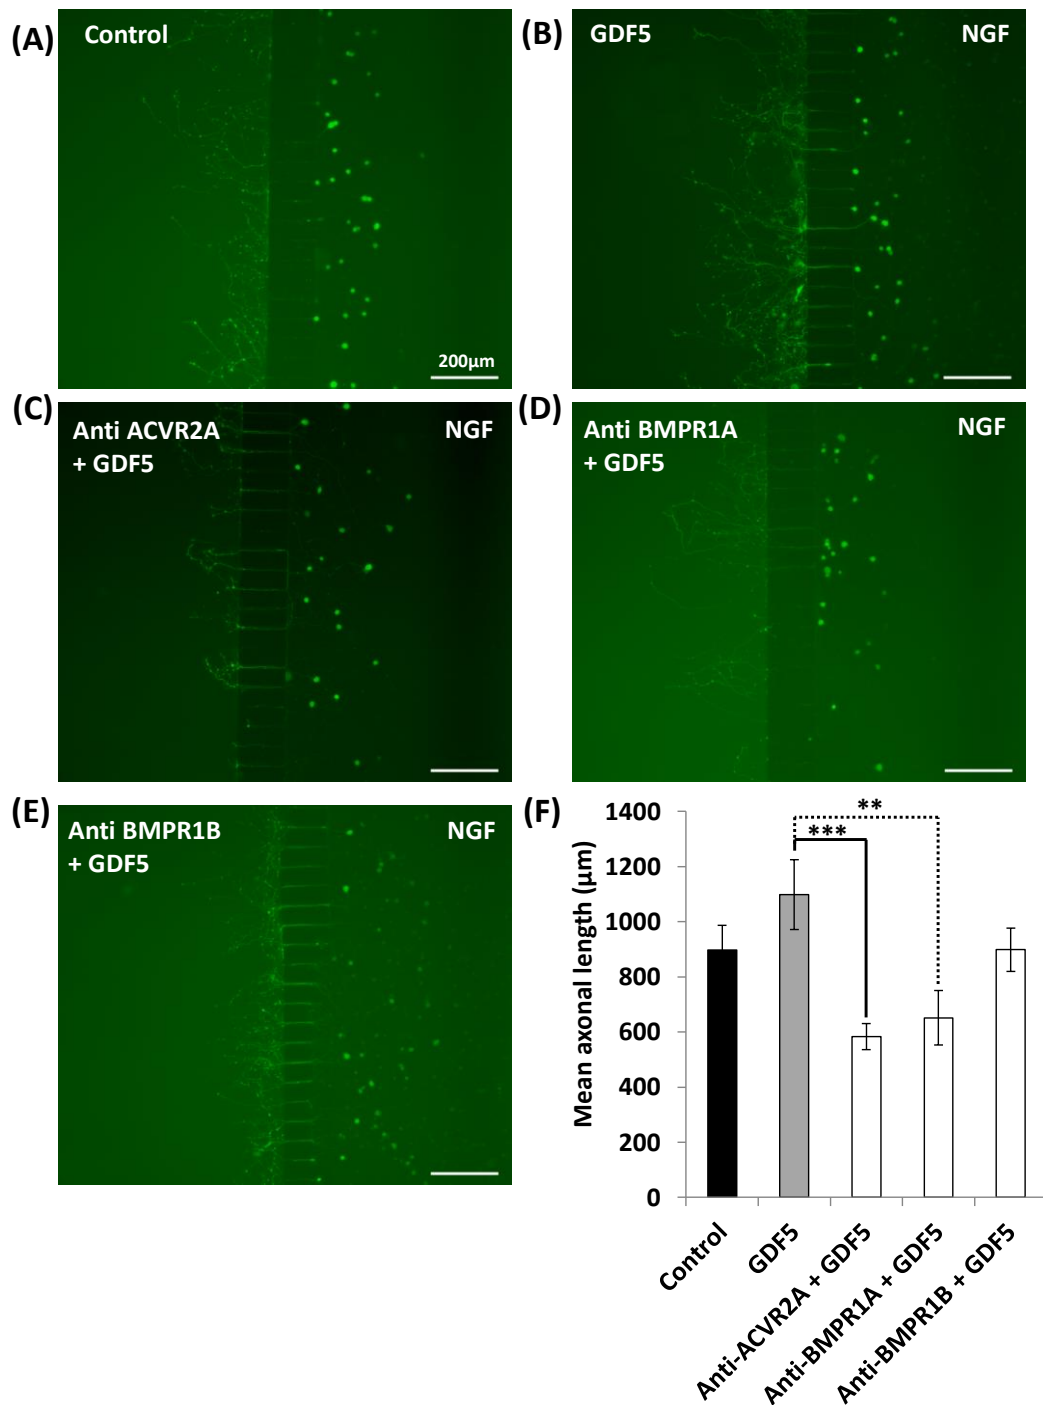 (A)
Control
200µm
(B)
GDF5
NGF
(C)
Anti ACVR2A
+ GDF5
NGF
(D)
Anti BMPR1A
+ GDF5
NGF
(E)
Anti BMPR1B
+ GDF5
NGF
(F)
Mean axonal length (µm)
1400
1200
1000
800
600
400
200
0
**
***
Control
GDF5
Anti-ACVR2A + GDF5
Anti-BMPR1A + GDF5
Anti-BMPR1B + GDF5